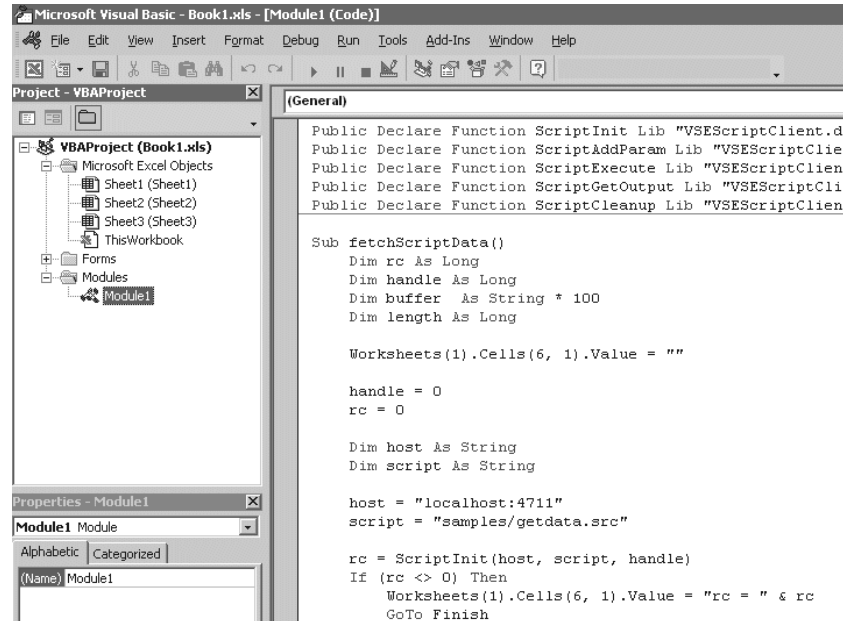 Microsoft Visual Basic - Book1.xls - [Module1 (Code)]
File Edit View Insert Format Debug Run Tools Add-Ins Window Help
Project - VBAProject
VBAProject (Book1.xls)
Microsoft Excel Objects
Sheet1 (Sheet1)
Sheet2 (Sheet2)
Sheet3 (Sheet3)
ThisWorkbook
Forms
Modules
Module1
Properties - Module1
Module1 Module
Alphabetic Categorized
(Name) Module1
(General)
Public Declare Function ScriptInit Lib "VSEScriptClient.d
Public Declare Function ScriptAddParam Lib "VSEScriptClie
Public Declare Function ScriptExecute Lib "VSEScriptClien
Public Declare Function ScriptGetOutput Lib "VSEScriptCli
Public Declare Function ScriptCleanup Lib "VSEScriptClien
Sub fetchScriptData()
Dim rc As Long
Dim handle As Long
Dim buffer As String * 100
Dim length As Long
Worksheets(1).Cells(6, 1).Value = ""
handle = 0
rc = 0
Dim host As String
Dim script As String
host = "localhost:4711"
script = "samples/getdata.src"
rc = ScriptInit(host, script, handle)
If (rc <> 0) Then
Worksheets(1).Cells(6, 1).Value = "rc = " & rc
GoTo Finish